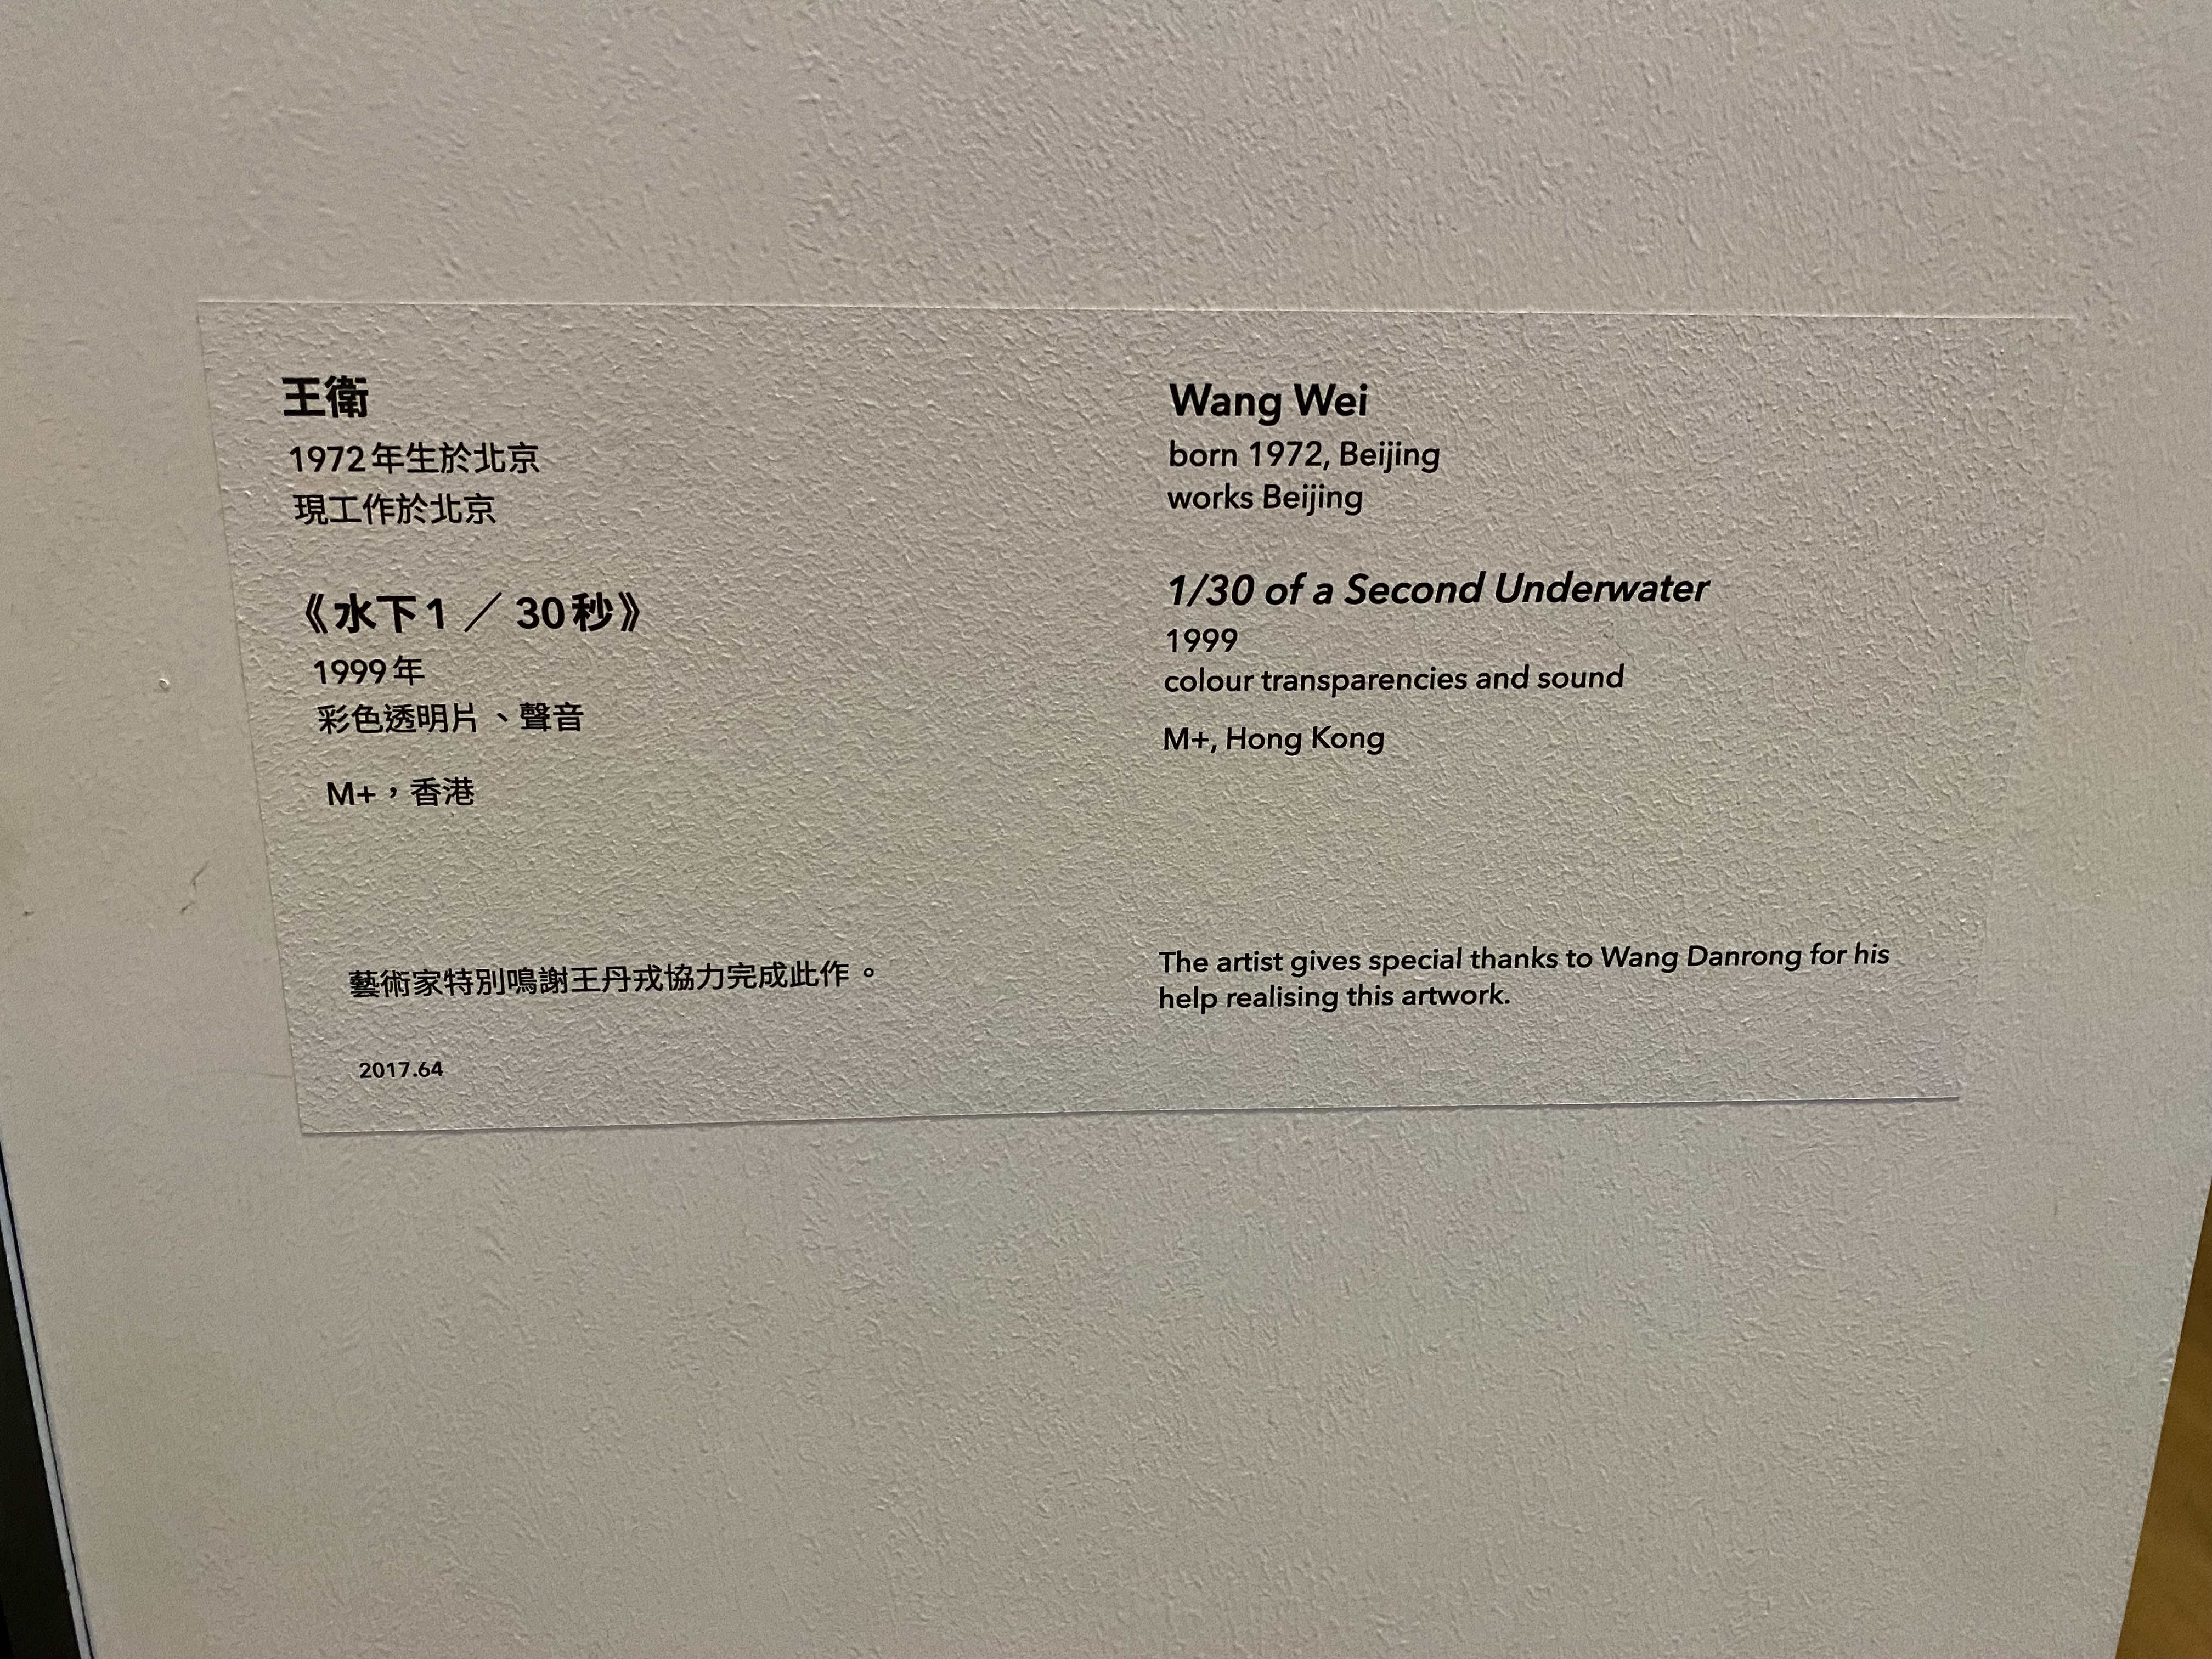 王衛
1972年生於北京
現工作於北京
《水下1／30秒》
1999年
彩色透明片、聲音
M+，香港
藝術家特別鳴謝王丹戎協力完成此作。
2017.64
Wang Wei
born 1972, Beijing
works Beijing
1/30 of a Second Underwater
1999
colour transparencies and sound
M+, Hong Kong
The artist gives special thanks to Wang Danrong for his
help realising this artwork.